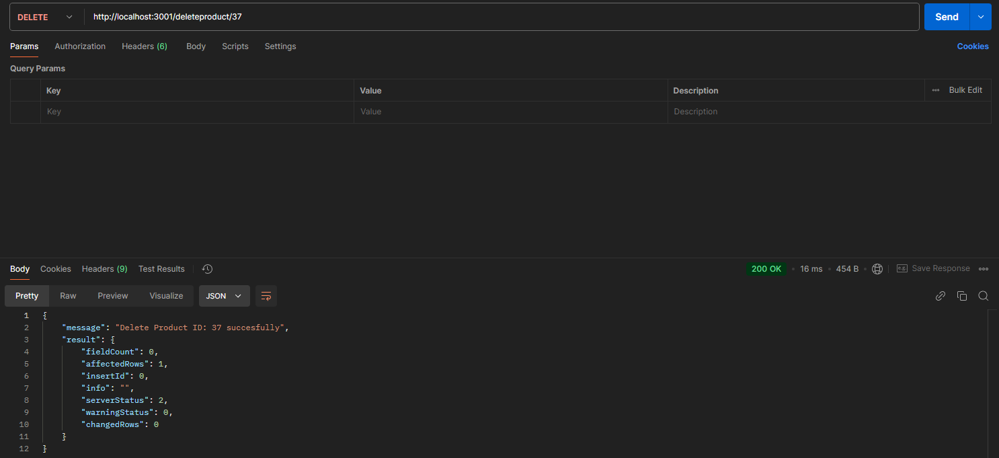 DELETE http://localhost:3001/deleteproduct/37 Send
Params Authorization Headers (6) Body Scripts Settings Cookies
Query Params
Key Value Description Bulk Edit
Key Value Description
Body Cookies Headers (9) Test Results 200 OK 16 ms 454 B e.g. Save Response
Pretty Raw Preview Visualize JSON
1 {
2 "message": "Delete Product ID: 37 succesfully",
3 "result": {
4 "fieldCount": 0,
5 "affectedRows": 1,
6 "insertId": 0,
7 "info": "",
8 "serverStatus": 2,
9 "warningStatus": 0,
10 "changedRows": 0
11 }
12 }